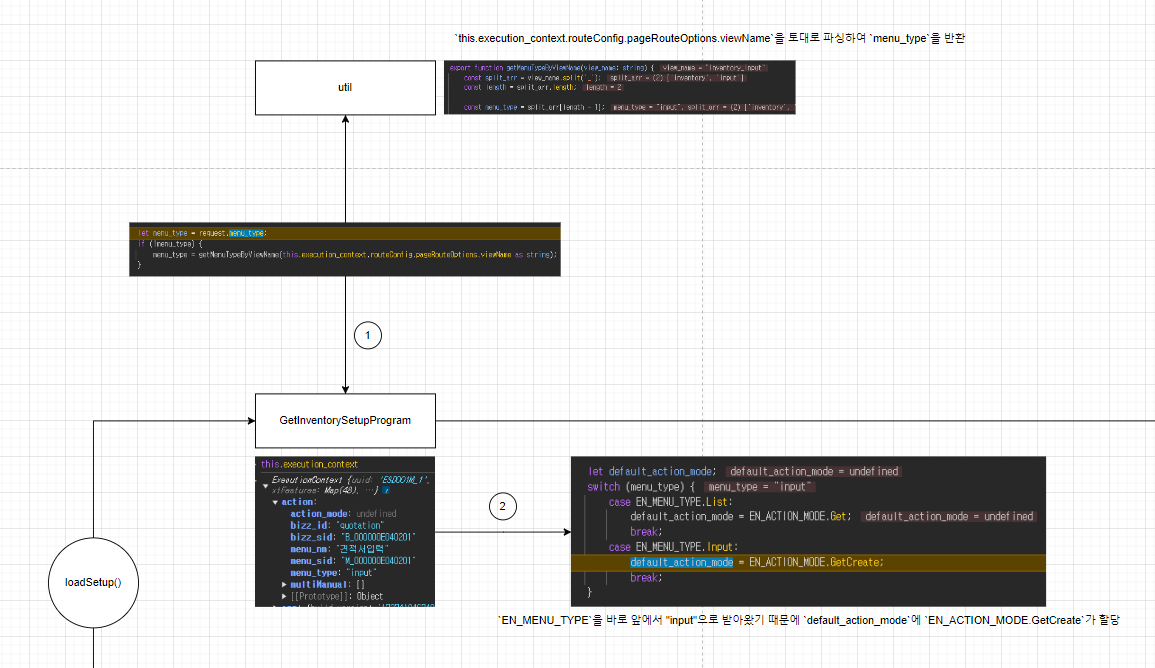 `this.execution_context.routeConfig.pageRouteOptions.viewName`을 토대로 파싱하여 `menu_type`을 반환
util
export function getMenuTypeByViewName(view_name: string) { view_name = "inventory_input"
const split_arr = view_name.split('_'); split_arr = (2) ['inventory', 'input']
const length = split_arr.length; length = 2
const menu_type = split_arr[length - 1]; menu_type = "input", split_arr = (2) ['inventory', '
let menu_type = request.menu_type;
if (!menu_type) {
menu_type = getMenuTypeByViewName(this.execution_context.routeConfig.pageRouteOptions.viewName as string);
}
1
GetInventorySetupProgram
this.execution_context
ExecutionContext {uuid: 'ESD001M_1', 
xtFeatures: Map(48), …} i
action:
action_mode: undefined
bizz_id: "quotation"
bizz_sid: "B_000000E040201"
menu_nm: "견적서입력"
menu_sid: "M_000000E040201"
menu_type: "input"
multiManual: []
[[Prototype]]: Object
2
let default_action_mode; default_action_mode = undefined
switch (menu_type) { menu_type = "input"
case EN_MENU_TYPE.List:
default_action_mode = EN_ACTION_MODE.Get; default_action_mode = undefined
break;
case EN_MENU_TYPE.Input:
default_action_mode = EN_ACTION_MODE.GetCreate;
break;
}
loadSetup()
`EN_MENU_TYPE`을 바로 앞에서 "input"으로 받아왔기 때문에 `default_action_mode`에 `EN_ACTION_MODE.GetCreate`가 할당